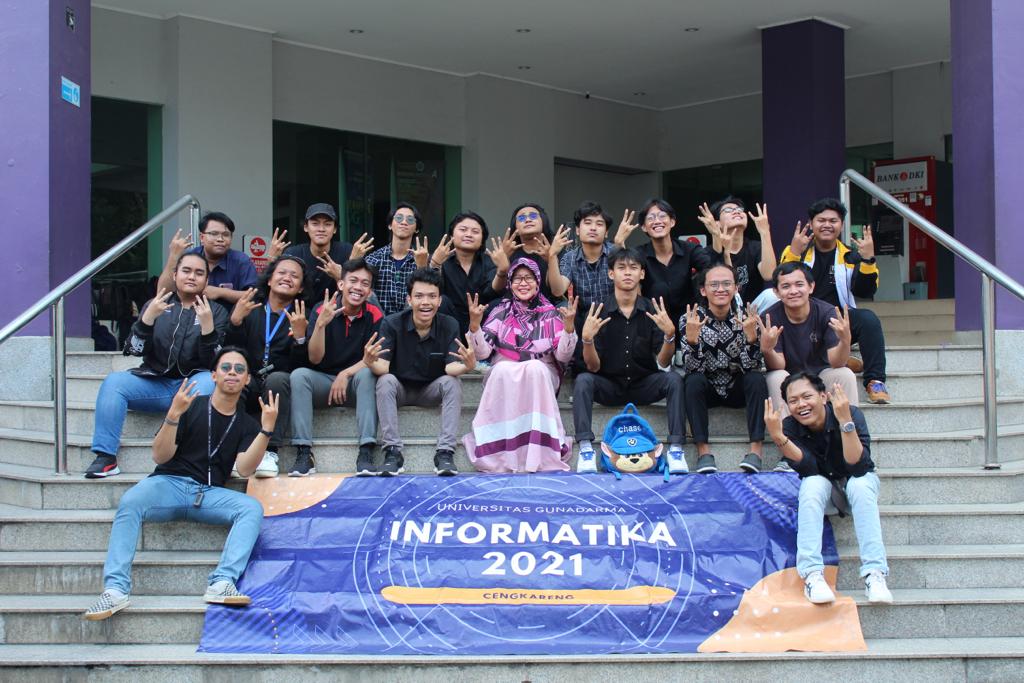 BANK DKI
chase
UNIVERSITAS GUNADARMA
INFORMATIKA
2021
CENGKARENG